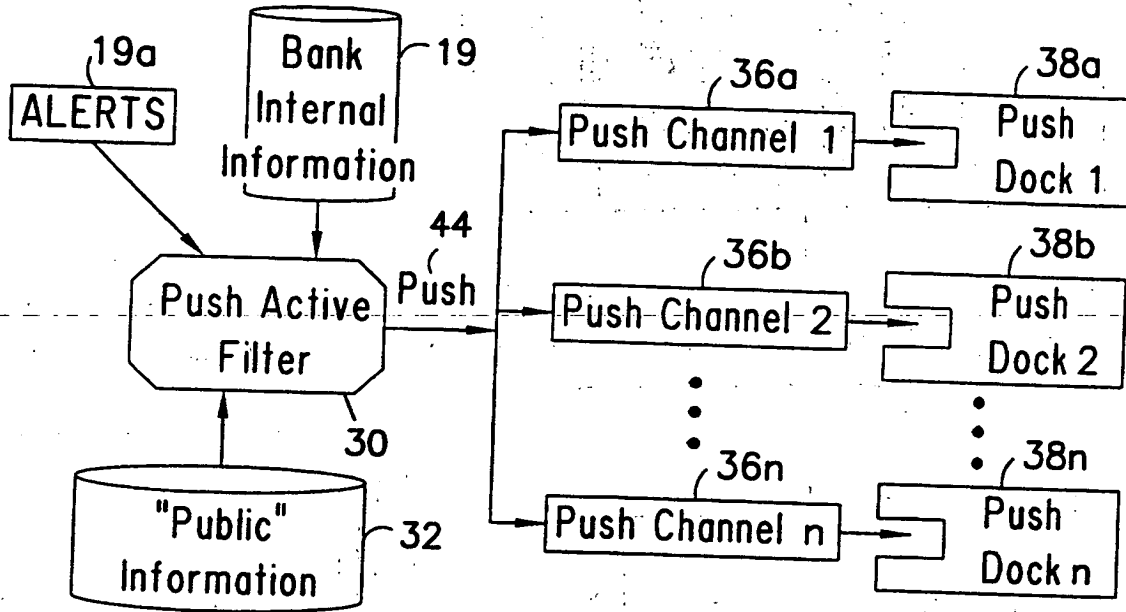 19a
ALERTS
Bank
Internal
Information
19
Push Active
Filter
30
44
Push
"Public"
Information
32
36a
Push Channel 1
38a
Push
Dock 1
36b
Push Channel 2
38b
Push
Dock 2
36n
Push Channel n
38n
Push
Dock n